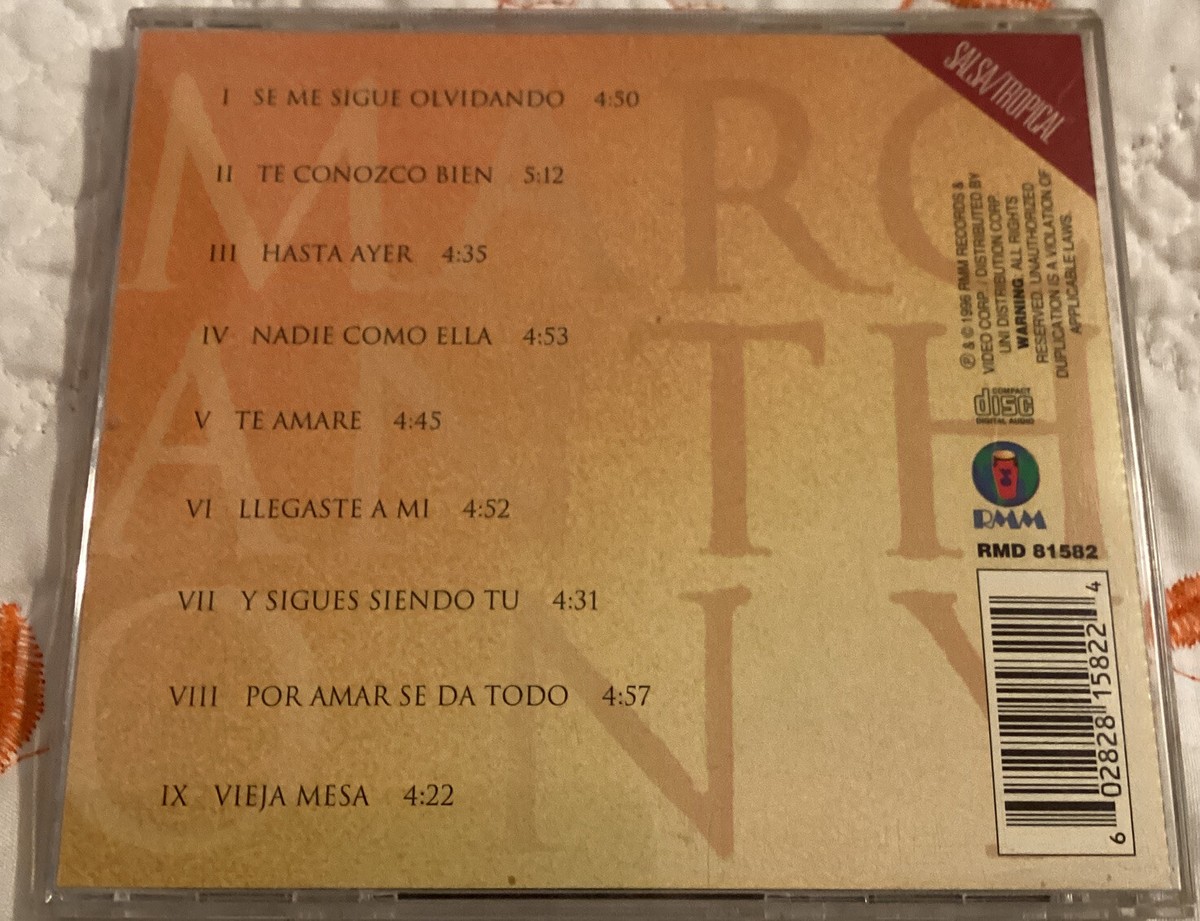 MARC
ANTH
ONY
I SE ME SIGUE OLVIDANDO 4:50
II TE CONOZCO BIEN 5:12
III HASTA AYER 4:35
IV NADIE COMO ELLA 4:53
V TE AMARE 4:45
VI LLEGASTE A MI 4:52
VII Y SIGUES SIENDO TU 4:31
VIII POR AMAR SE DA TODO 4:57
IX VIEJA MESA 4:22
SALSA/TROPICAL
℗ & © 1996 RMM RECORDS &
VIDEO CORP. / DISTRIBUTED BY
UNI DISTRIBUTION CORP.
WARNING: ALL RIGHTS
RESERVED. UNAUTHORIZED
DUPLICATION IS A VIOLATION OF
APPLICABLE LAWS.
COMPACT
disc
DIGITAL AUDIO
RMM
RMD 81582
6 02828 15822 4